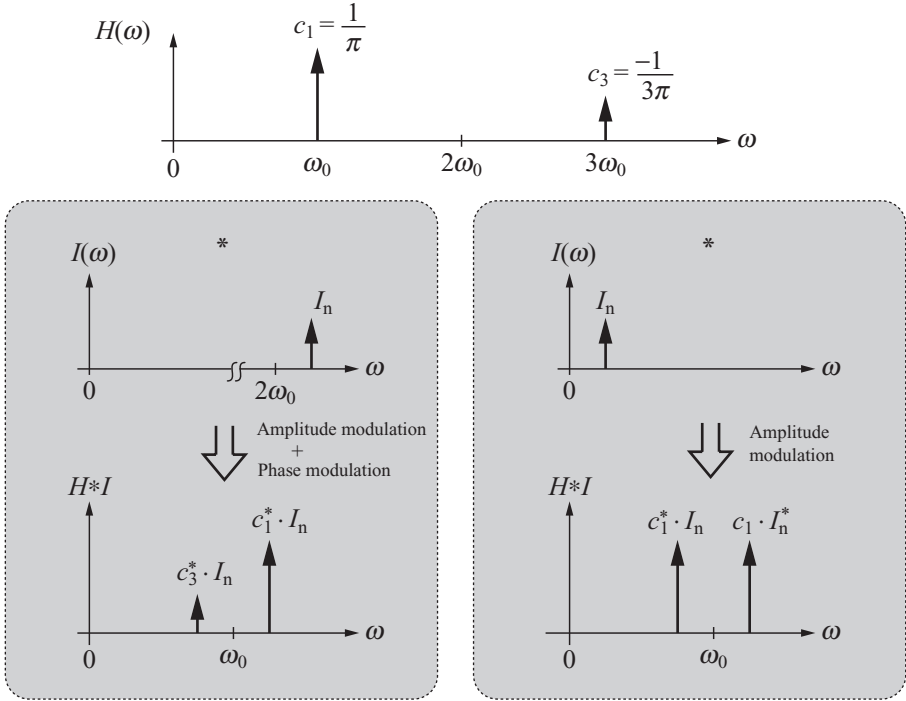 H(ω)
c₁ = 1/π
c₃ = −1/3π
0 ω₀ 2ω₀ 3ω₀ ω
*
I(ω)
Iₙ
0 2ω₀ ω
Amplitude modulation
+
Phase modulation
H*I
c₃* · Iₙ
c₁* · Iₙ
0 ω₀ ω
*
I(ω)
Iₙ
0 ω
Amplitude
modulation
H*I
c₁* · Iₙ
c₁ · Iₙ*
0 ω₀ ω